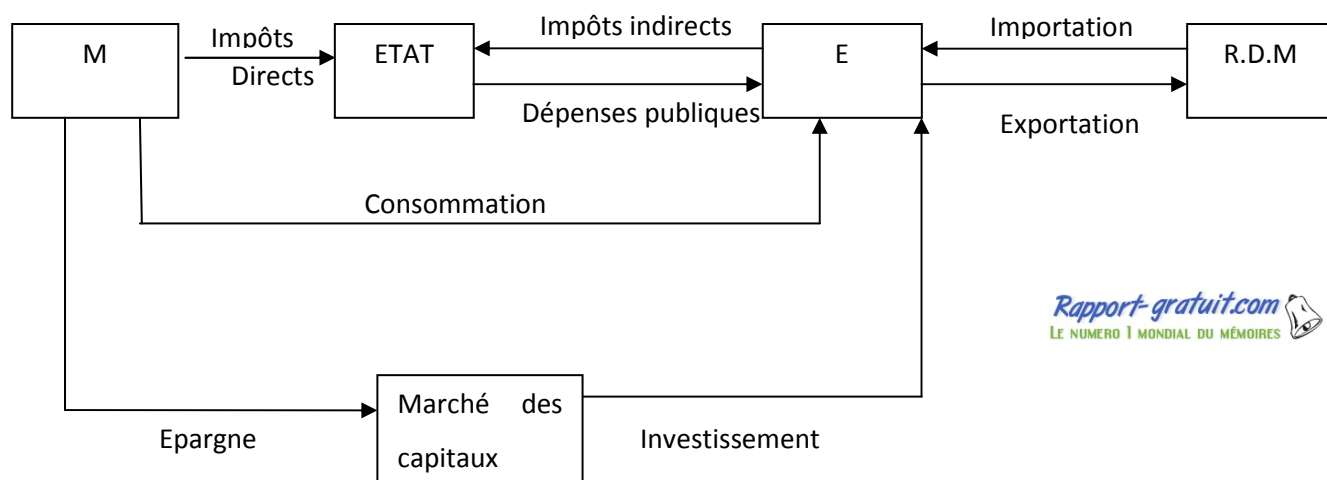 M
Impôts
Directs
ETAT
Impôts indirects
Dépenses publiques
E
Importation
Exportation
R.D.M
Consommation
Rapport-gratuit.com
LE NUMERO 1 MONDIAL DU MÉMOIRES
Epargne
Marché des
capitaux
Investissement